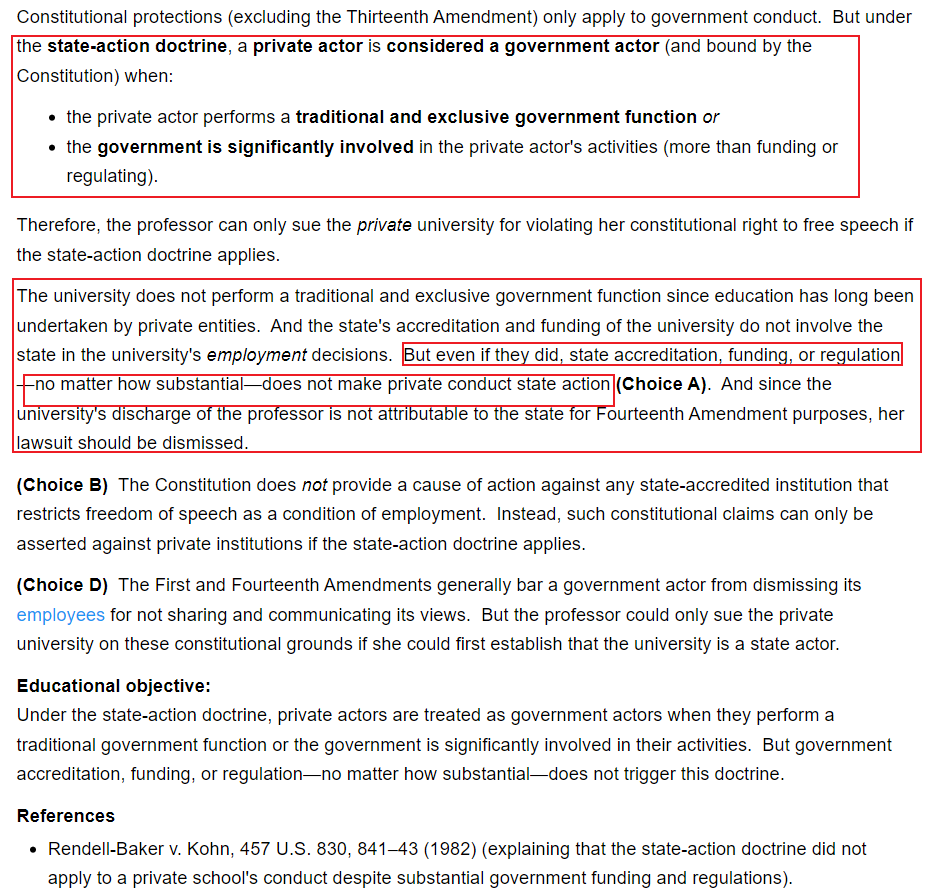 Constitutional protections (excluding the Thirteenth Amendment) only apply to government conduct.  But under
the state-action doctrine, a private actor is considered a government actor (and bound by the
Constitution) when:
• the private actor performs a traditional and exclusive government function or
• the government is significantly involved in the private actor's activities (more than funding or
regulating).
Therefore, the professor can only sue the private university for violating her constitutional right to free speech if
the state-action doctrine applies.
The university does not perform a traditional and exclusive government function since education has long been
undertaken by private entities.  And the state's accreditation and funding of the university do not involve the
state in the university's employment decisions.  But even if they did, state accreditation, funding, or regulation
—no matter how substantial—does not make private conduct state action (Choice A).  And since the
university's discharge of the professor is not attributable to the state for Fourteenth Amendment purposes, her
lawsuit should be dismissed.
(Choice B)  The Constitution does not provide a cause of action against any state-accredited institution that
restricts freedom of speech as a condition of employment.  Instead, such constitutional claims can only be
asserted against private institutions if the state-action doctrine applies.
(Choice D)  The First and Fourteenth Amendments generally bar a government actor from dismissing its
employees for not sharing and communicating its views.  But the professor could only sue the private
university on these constitutional grounds if she could first establish that the university is a state actor.
Educational objective:
Under the state-action doctrine, private actors are treated as government actors when they perform a
traditional government function or the government is significantly involved in their activities.  But government
accreditation, funding, or regulation—no matter how substantial—does not trigger this doctrine.
References
• Rendell-Baker v. Kohn, 457 U.S. 830, 841–43 (1982) (explaining that the state-action doctrine did not
apply to a private school's conduct despite substantial government funding and regulations).